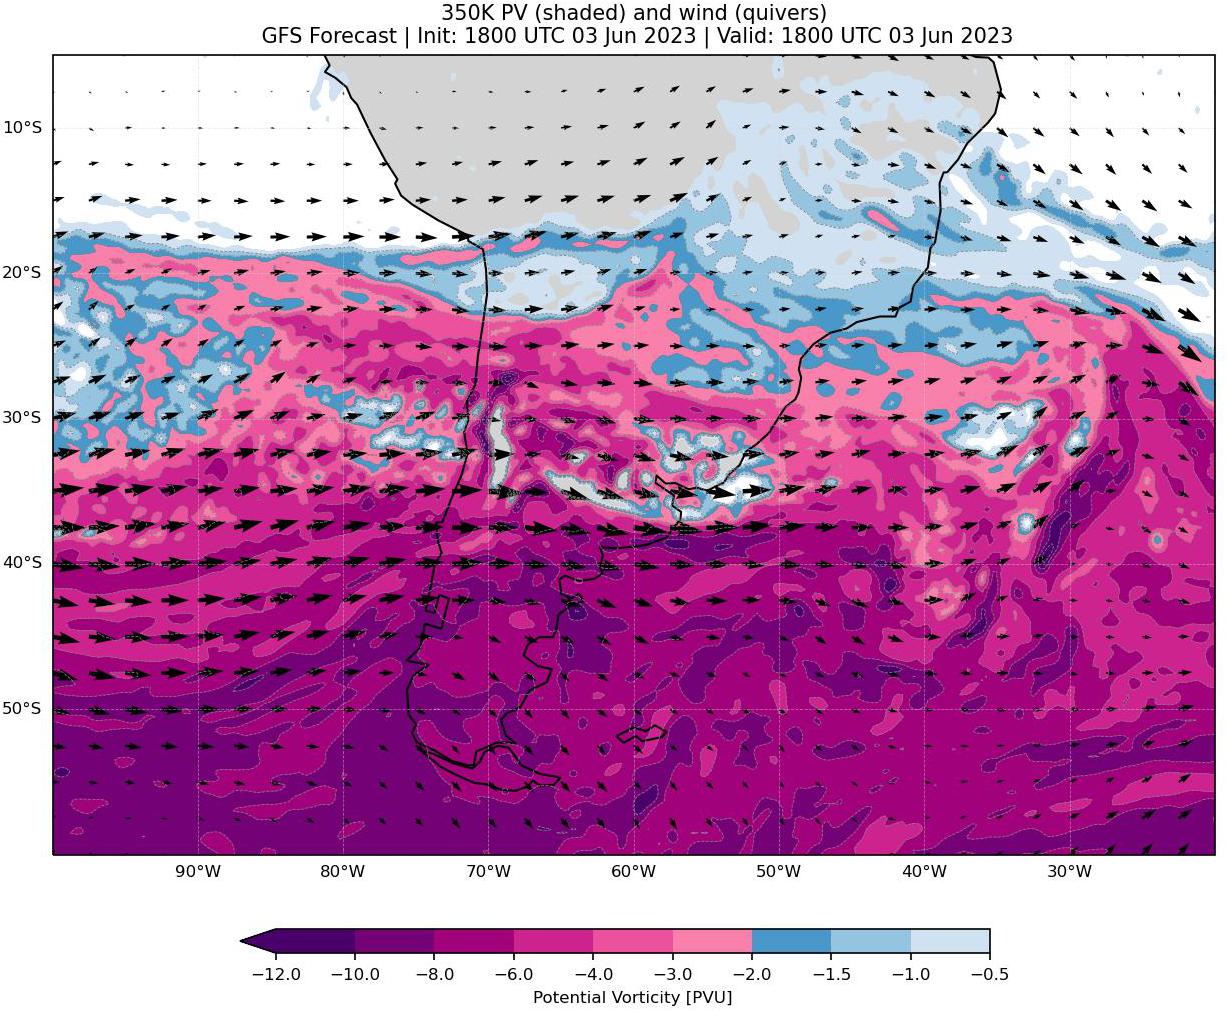 350K PV (shaded) and wind (quivers)
GFS Forecast | Init: 1800 UTC 03 Jun 2023 | Valid: 1800 UTC 03 Jun 2023
10°S
20°S
30°S
40°S
50°S
90°W 80°W 70°W 60°W 50°W 40°W 30°W
−12.0 −10.0 −8.0 −6.0 −4.0 −3.0 −2.0 −1.5 −1.0 −0.5
Potential Vorticity [PVU]